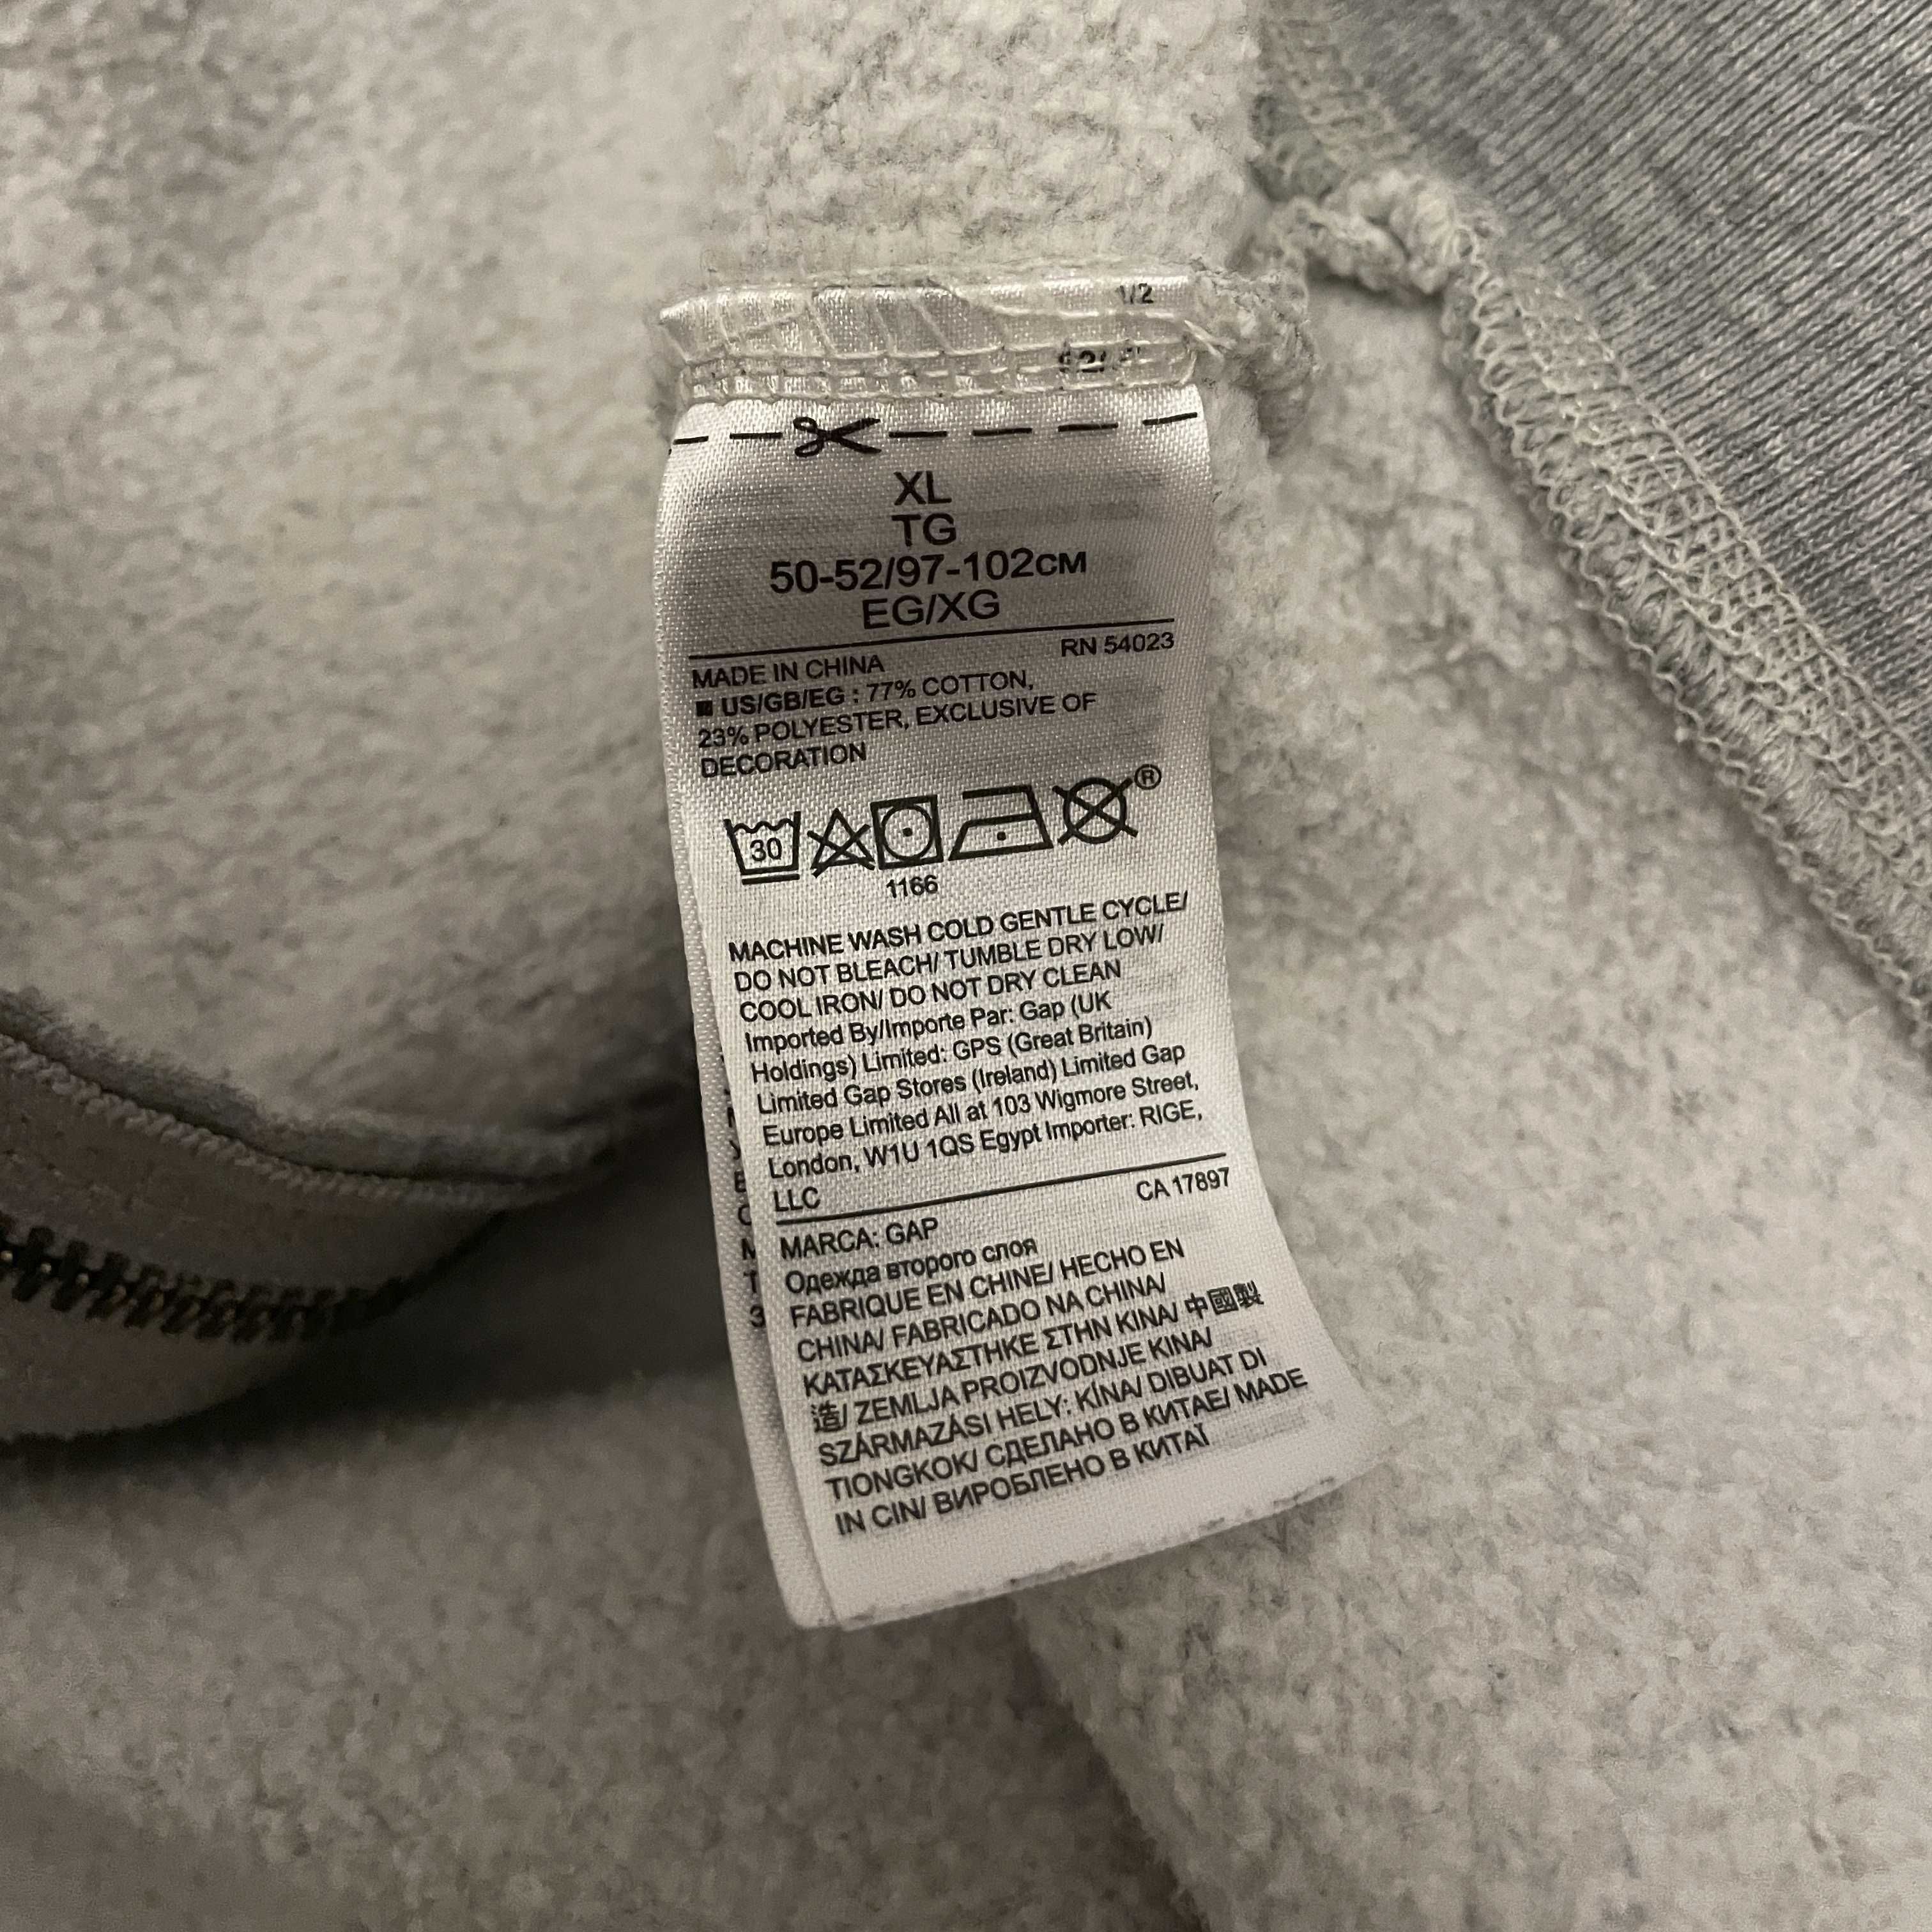 1/2
XL
TG
50-52/97-102CM
EG/XG
RN 54023
MADE IN CHINA
US/GB/EG : 77% COTTON,
23% POLYESTER, EXCLUSIVE OF
DECORATION
30
®
1166
MACHINE WASH COLD GENTLE CYCLE/
DO NOT BLEACH/ TUMBLE DRY LOW/
COOL IRON/ DO NOT DRY CLEAN
Imported By/Importe Par: Gap (UK
Holdings) Limited: GPS (Great Britain)
Limited Gap Stores (Ireland) Limited Gap
Europe Limited All at 103 Wigmore Street,
London, W1U 1QS Egypt Importer: RIGE,
LLC
CA 17897
MARCA: GAP
Одежда второго слоя
FABRIQUE EN CHINE/ HECHO EN
CHINA/ FABRICADO NA CHINA/
ΚΑΤΑΣΚΕΥΑΣΤΗΚΕ ΣΤΗΝ ΚΙΝΑ/ 中國製
造/ ZEMLJA PROIZVODNJE KINA/
SZÁRMAZÁSI HELY: KÍNA/ DIBUAT DI
TIONGKOK/ СДЕЛАНО В КИТАЕ/ MADE
IN CIN/ ВИРОБЛЕНО В КИТАЇ